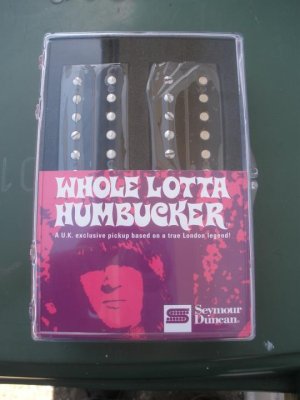 WHOLE LOTTA
HUMBUCKER
A U.K. exclusive pickup based on a true London legend!
Seymour
Duncan.